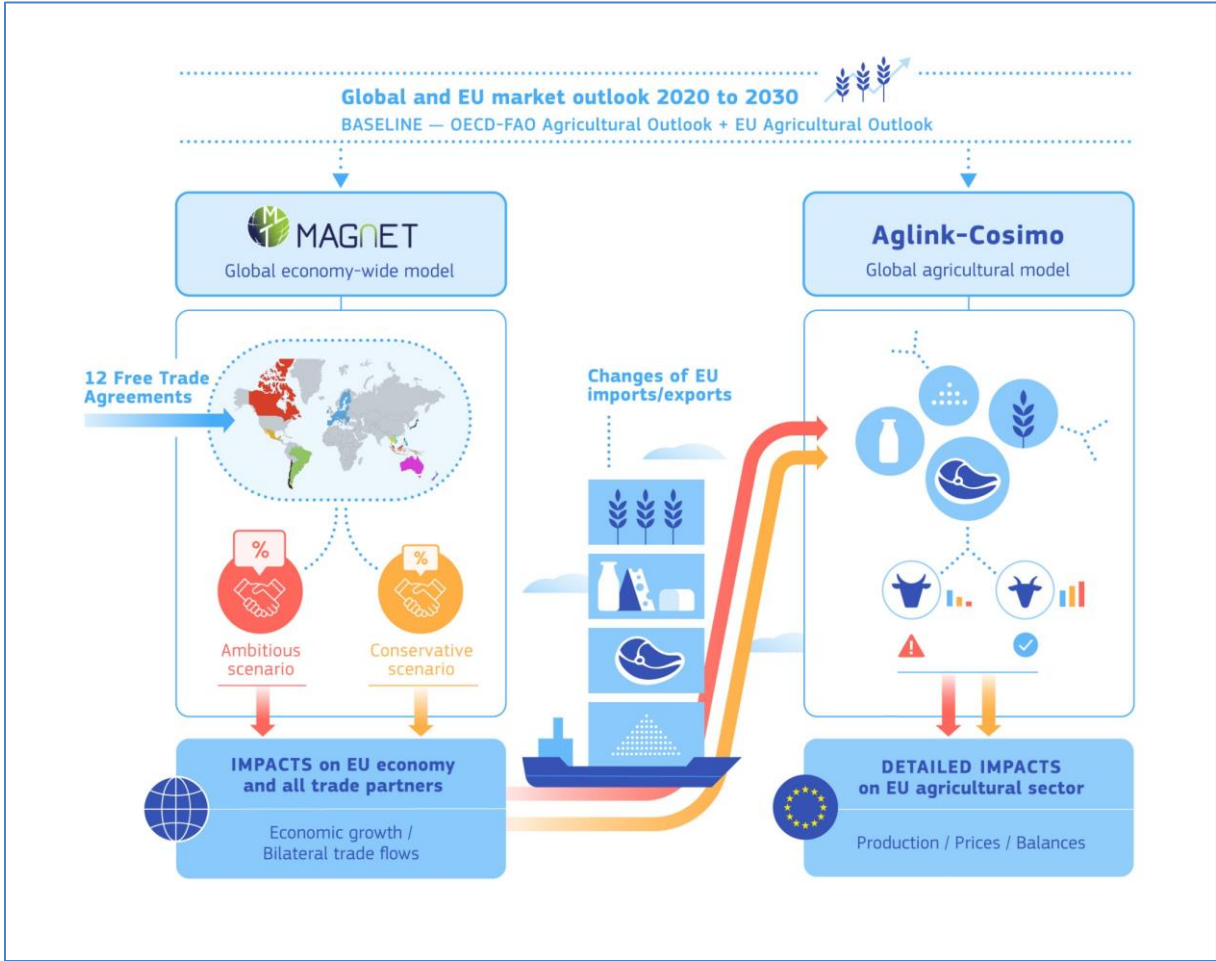 Global and EU market outlook 2020 to 2030
BASELINE — OECD-FAO Agricultural Outlook + EU Agricultural Outlook
MAGNET
Global economy-wide model
12 Free Trade
Agreements
%
%
Ambitious
scenario
Conservative
scenario
IMPACTS on EU economy
and all trade partners
Economic growth /
Bilateral trade flows
Changes of EU
imports/exports
Aglink-Cosimo
Global agricultural model
DETAILED IMPACTS
on EU agricultural sector
Production / Prices / Balances